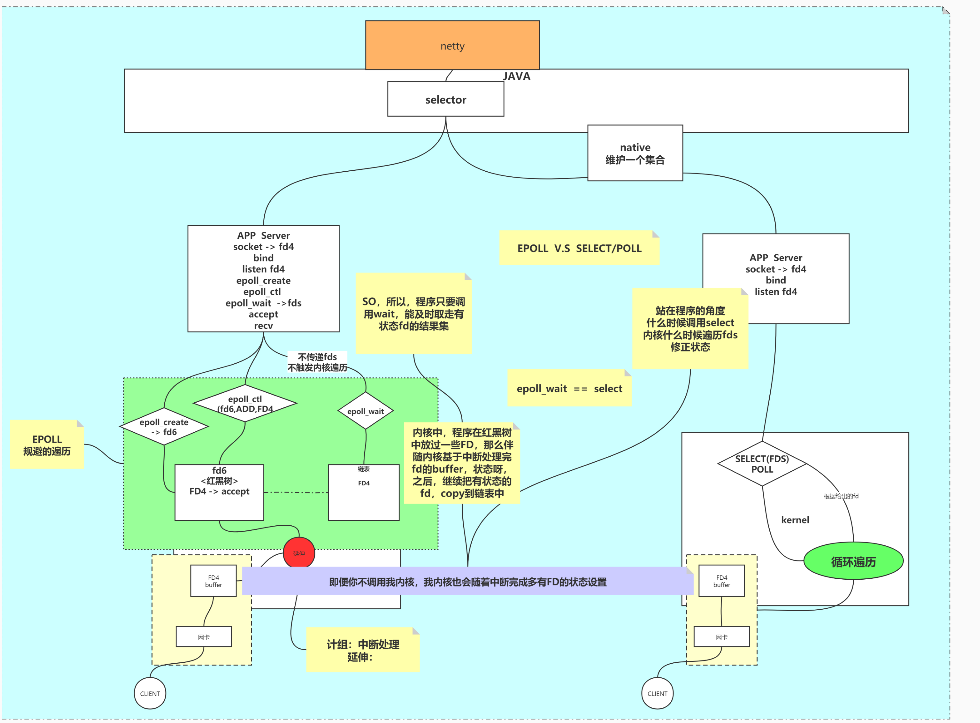 netty
JAVA
selector
native
维护一个集合
APP Server
socket -> fd4
bind
listen fd4
epoll_create
epoll_ctl
epoll_wait ->fds
accept
recv
EPOLL V.S SELECT/POLL
APP Server
socket -> fd4
bind
listen fd4
SO，所以，程序只要调
用wait，能及时取走有
状态fd的结果集
站在程序的角度
什么时候调用select
内核什么时候遍历fds
修正状态
不传递fds
不触发内核遍历
epoll_wait == select
epoll_ctl
(fd6,ADD,FD4
epoll_create
-> fd6
epoll_wait
EPOLL
规避的遍历
内核中，程序在红黑树
中放过一些FD，那么伴
随内核基于中断处理完
fd的buffer，状态呀，
之后，继续把有状态的
fd，copy到链表中
fd6
<红黑树>
FD4 -> accept
链表
FD4
SELECT(FDS)
POLL
kernel
循环遍历
即便你不调用我内核，我内核也会随着中断完成多有FD的状态设置
FD4
buffer
网卡
CLIENT
计组：中断处理
延伸：
FD4
buffer
网卡
CLIENT